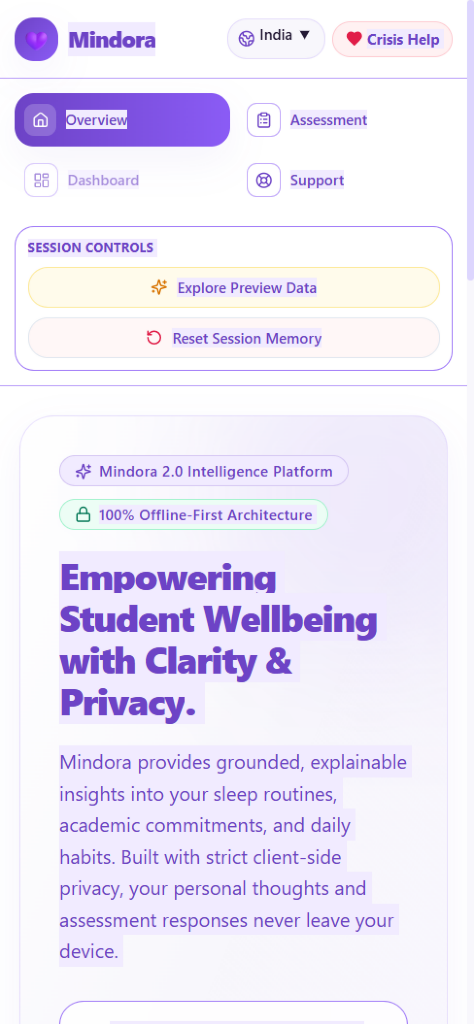 Mindora
India ▼
Crisis Help
Overview
Assessment
Dashboard
Support
SESSION CONTROLS
Explore Preview Data
Reset Session Memory
Mindora 2.0 Intelligence Platform
100% Offline-First Architecture
Empowering
Student Wellbeing
with Clarity &
Privacy.
Mindora provides grounded, explainable
insights into your sleep routines,
academic commitments, and daily
habits. Built with strict client-side
privacy, your personal thoughts and
assessment responses never leave your
device.